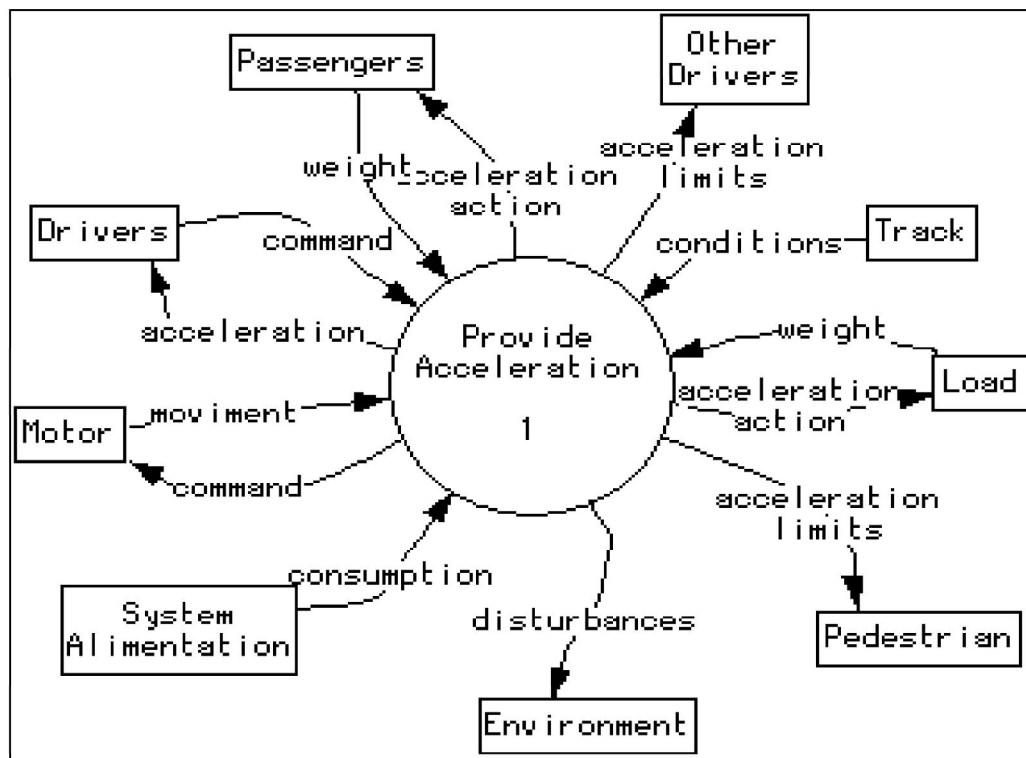 Passengers
Other
Drivers
weight
acceleration
action
acceleration
limits
Drivers
command
conditions
Track
acceleration
Provide
Acceleration
1
weight
Load
acceleration
action
Motor
moviment
command
acceleration
limits
consumption
System
Alimentation
disturbances
Pedestrian
Environment